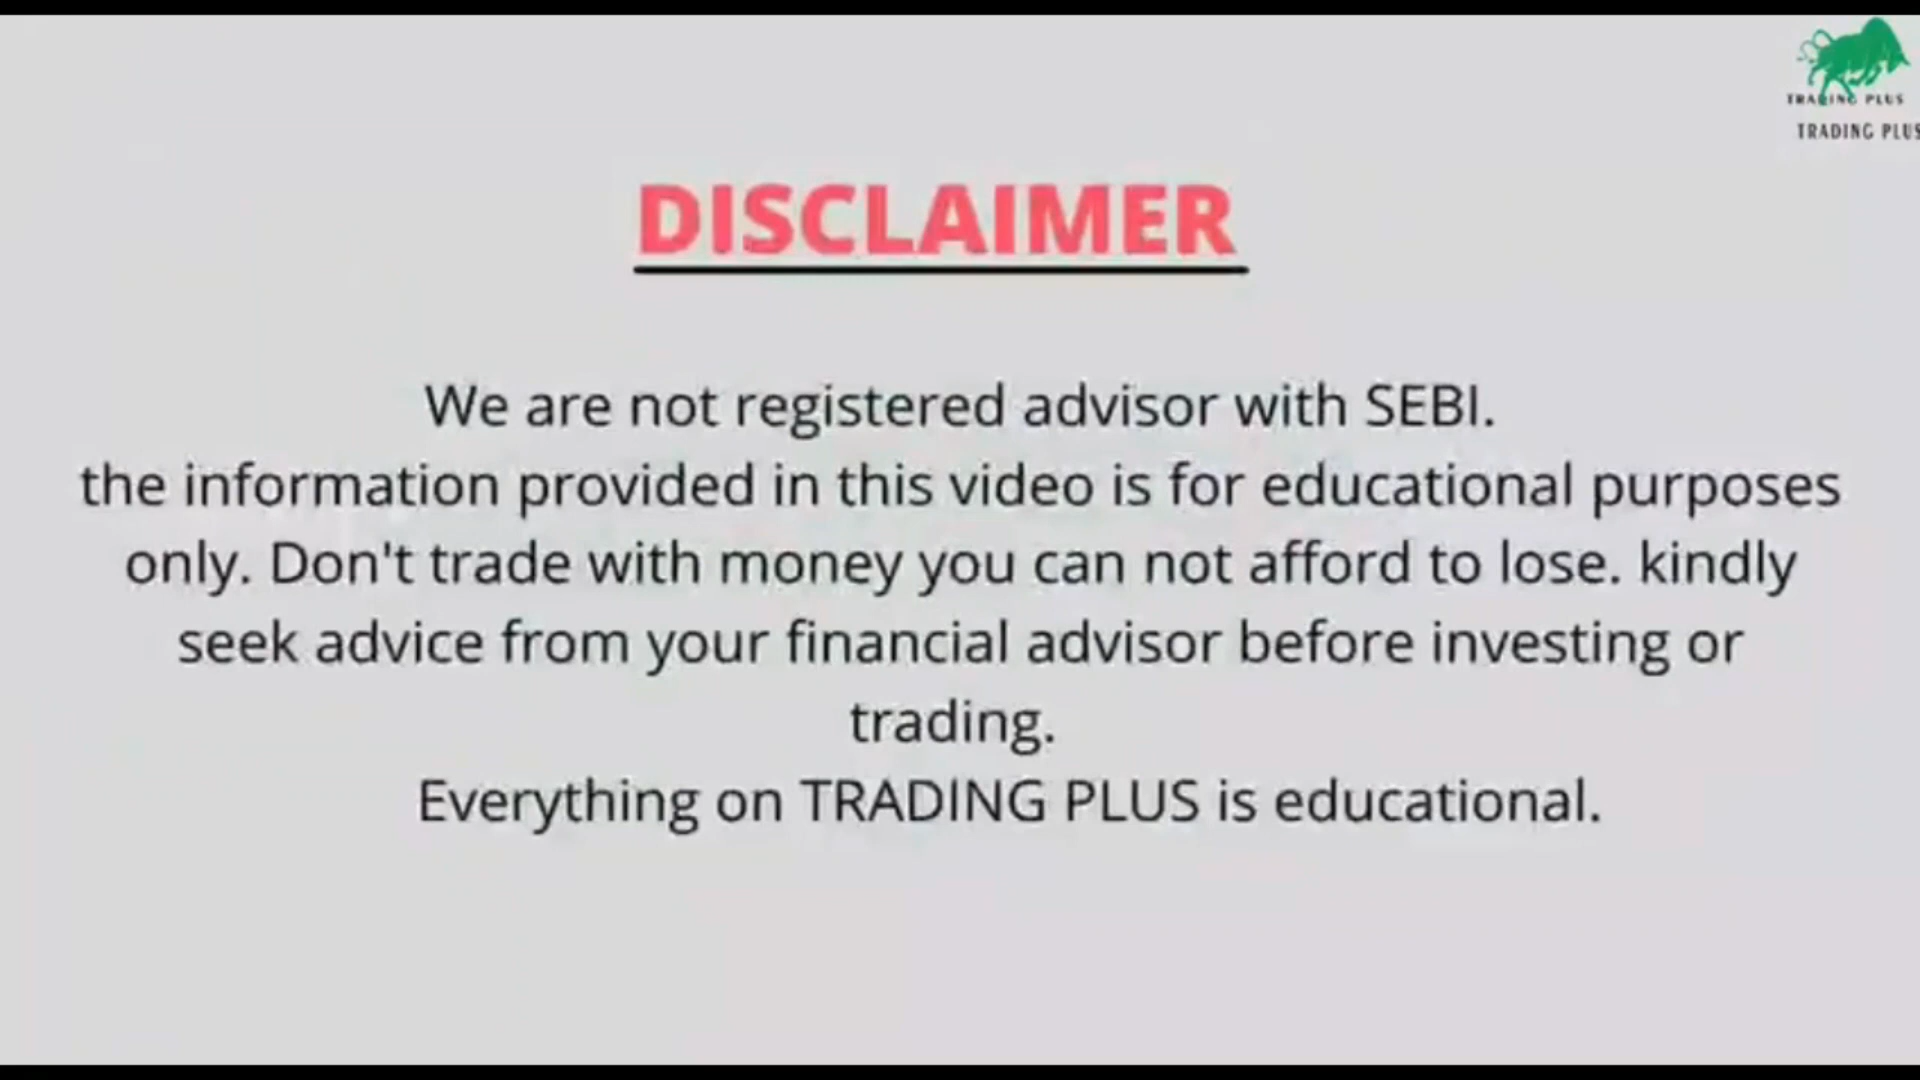 TRADING PLUS
TRADING PLUS
DISCLAIMER
We are not registered advisor with SEBI.
the information provided in this video is for educational purposes
only. Don't trade with money you can not afford to lose. kindly
seek advice from your financial advisor before investing or
trading.
Everything on TRADING PLUS is educational.